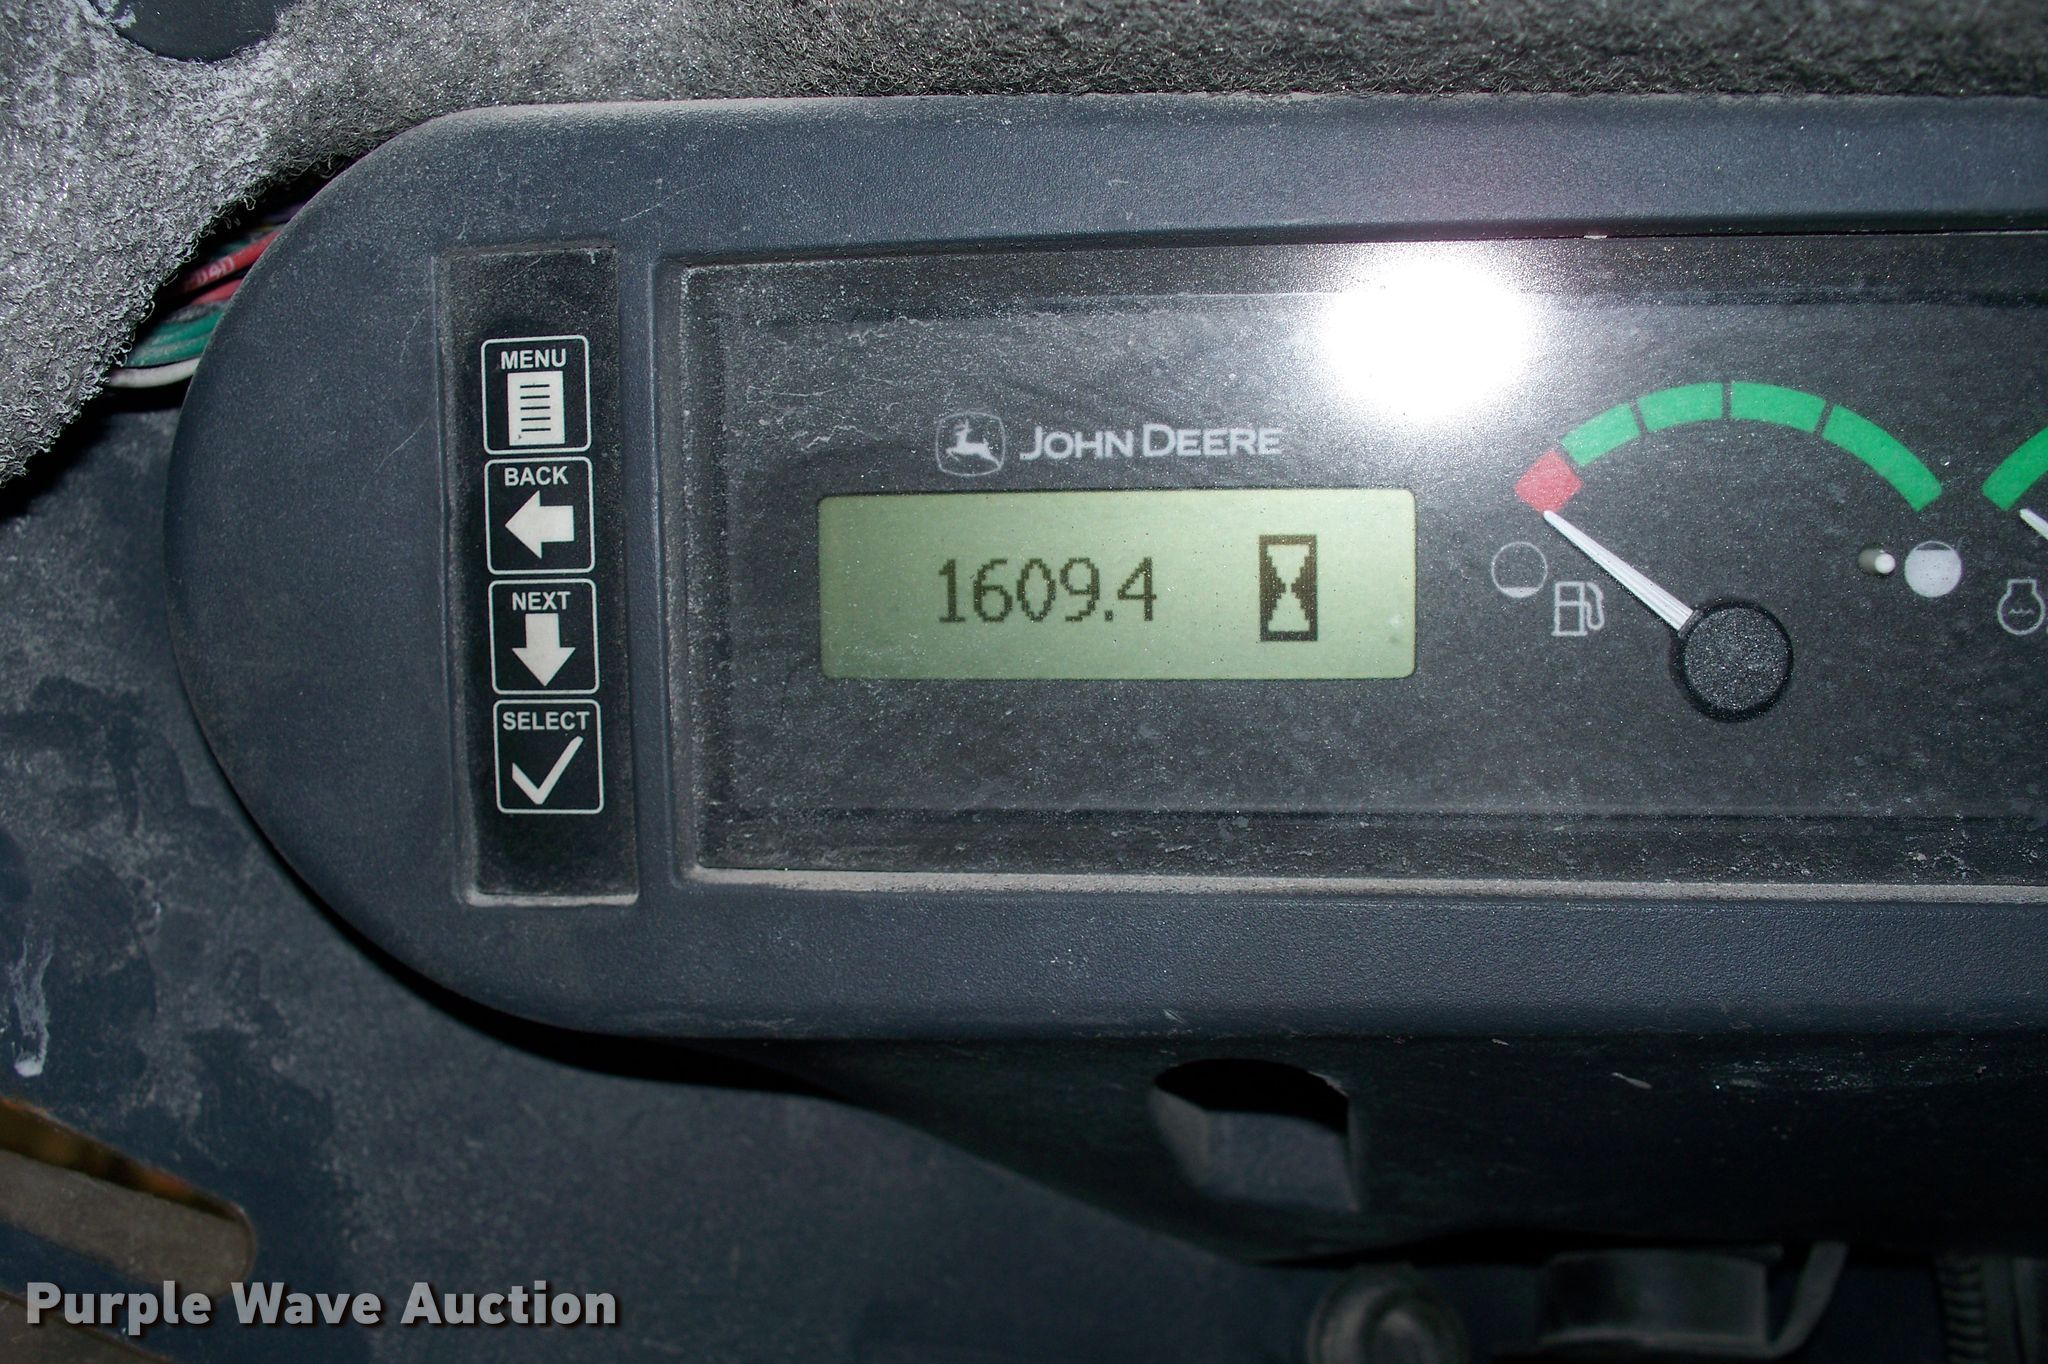 MENU
BACK
NEXT
SELECT
JOHN DEERE
1609.4
Purple Wave Auction